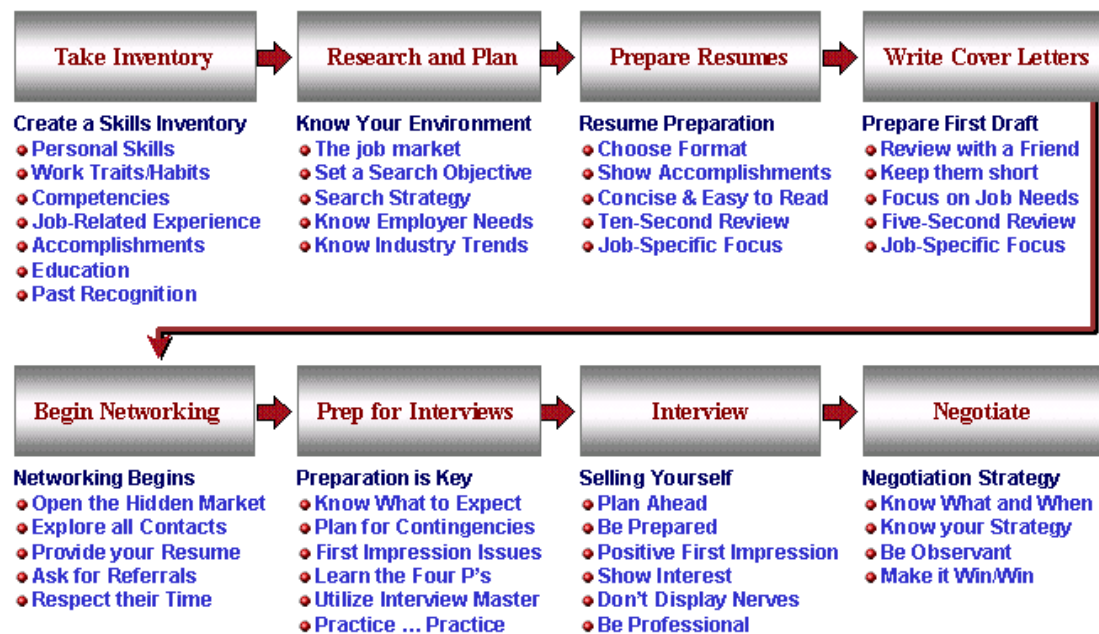 Take Inventory
Research and Plan
Prepare Resumes
Write Cover Letters
Create a Skills Inventory
Personal Skills
Work Traits/Habits
Competencies
Job-Related Experience
Accomplishments
Education
Past Recognition
Know Your Environment
The job market
Set a Search Objective
Search Strategy
Know Employer Needs
Know Industry Trends
Resume Preparation
Choose Format
Show Accomplishments
Concise & Easy to Read
Ten-Second Review
Job-Specific Focus
Prepare First Draft
Review with a Friend
Keep them short
Focus on Job Needs
Five-Second Review
Job-Specific Focus
Begin Networking
Prep for Interviews
Interview
Negotiate
Networking Begins
Open the Hidden Market
Explore all Contacts
Provide your Resume
Ask for Referrals
Respect their Time
Preparation is Key
Know What to Expect
Plan for Contingencies
First Impression Issues
Learn the Four P's
Utilize Interview Master
Practice ... Practice
Selling Yourself
Plan Ahead
Be Prepared
Positive First Impression
Show Interest
Don't Display Nerves
Be Professional
Negotiation Strategy
Know What and When
Know your Strategy
Be Observant
Make it Win/Win